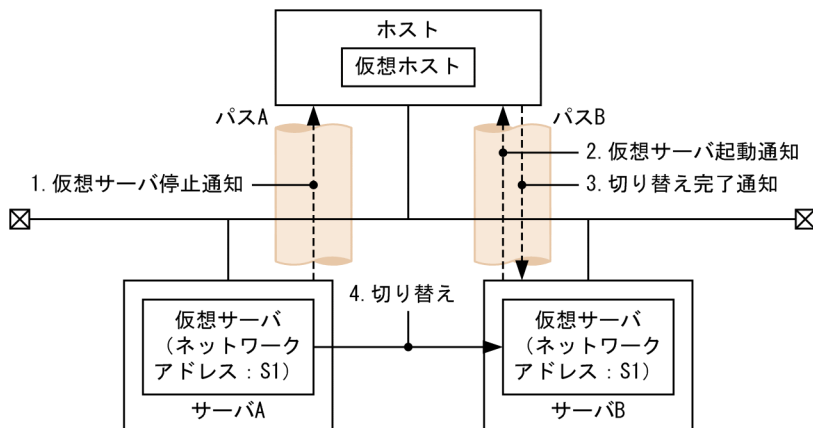 ホスト
仮想ホスト
パスA
パスB
2.仮想サーバ起動通知
1.仮想サーバ停止通知
3.切り替え完了通知
4.切り替え
仮想サーバ
(ネットワーク
アドレス:S1)
サーバA
仮想サーバ
(ネットワーク
アドレス:S1)
サーバB